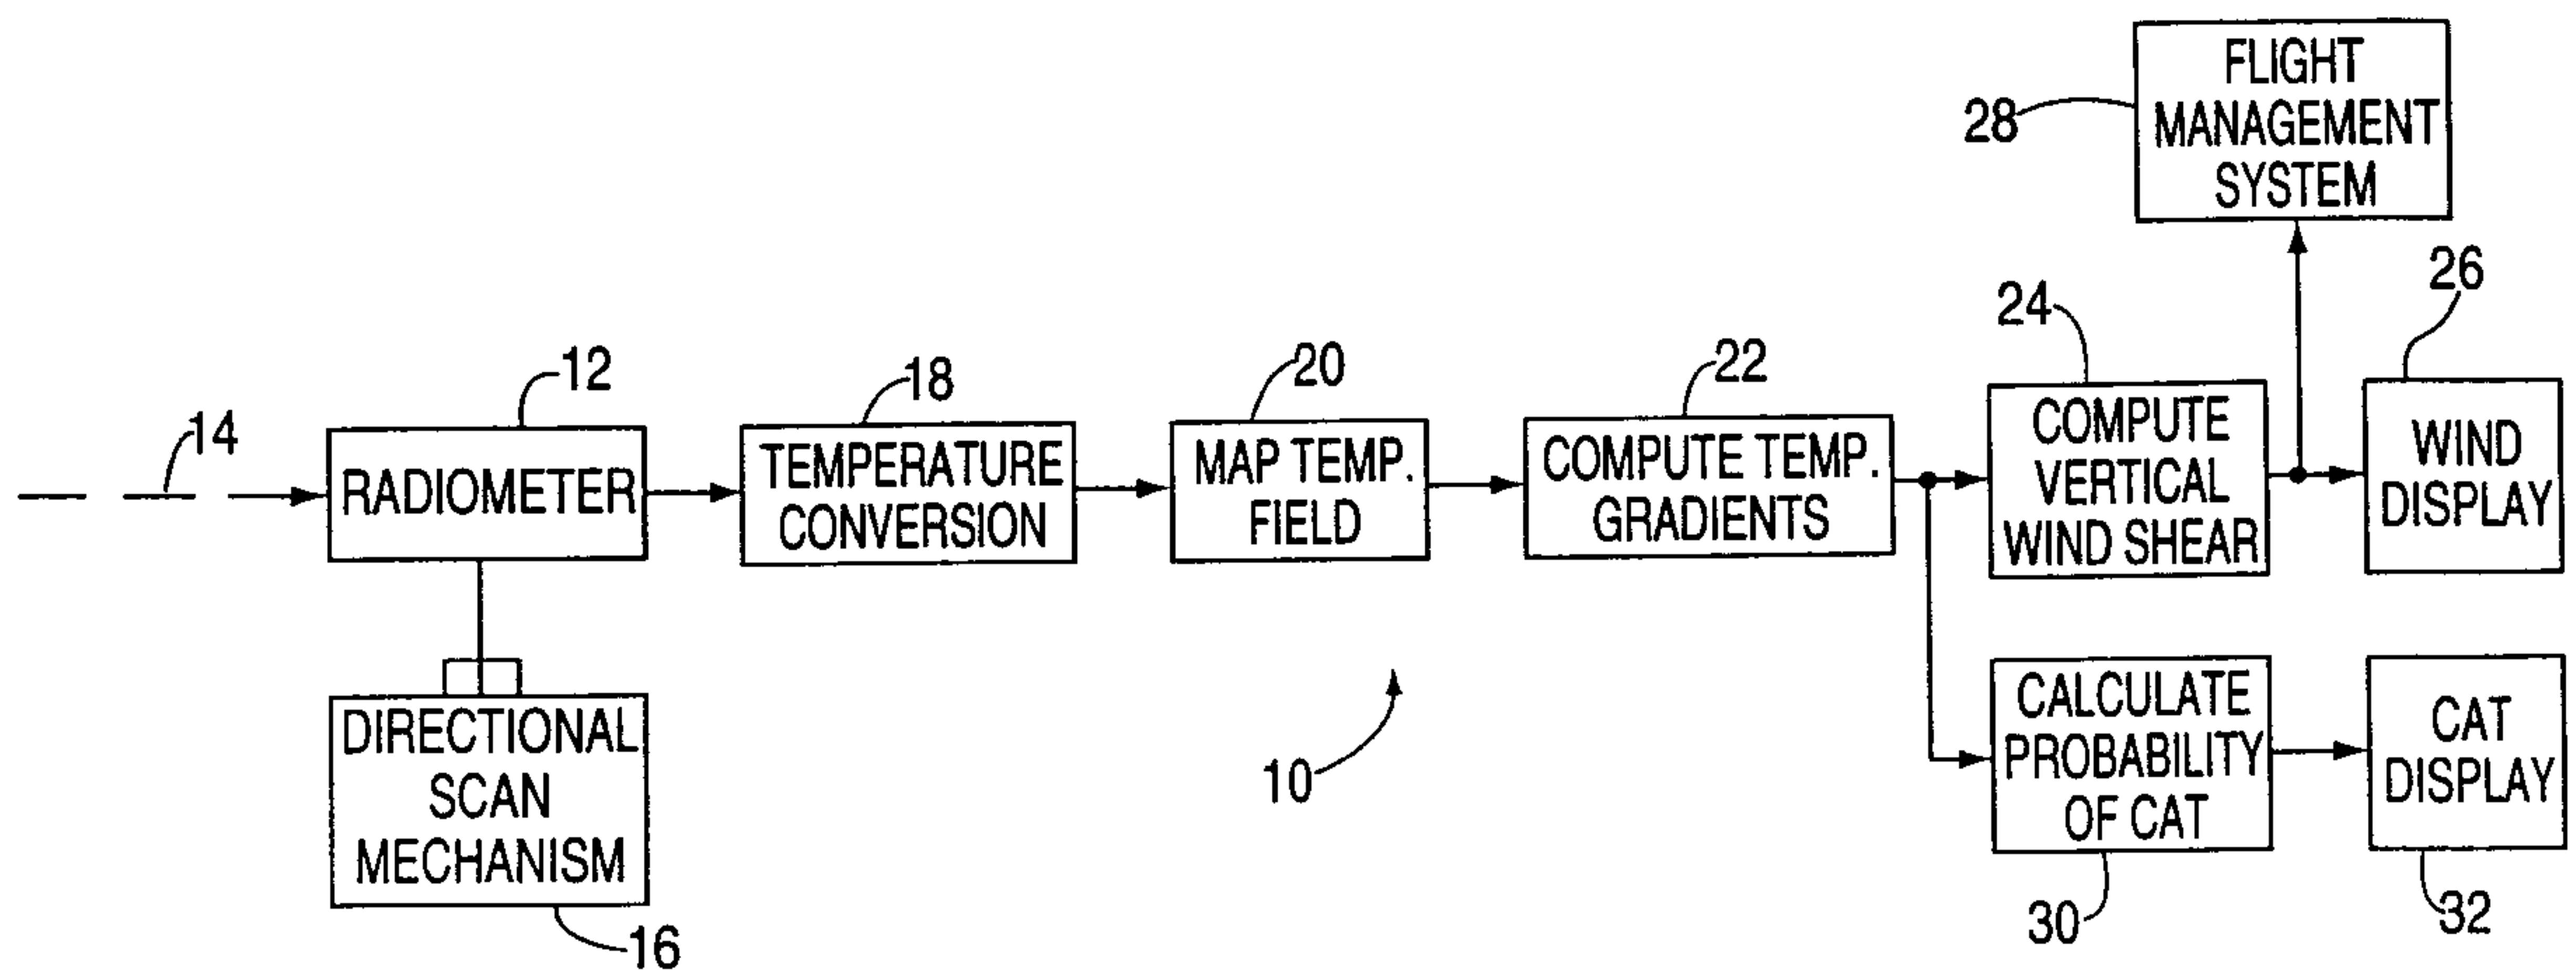 FLIGHT
MANAGEMENT
SYSTEM
28
26
24
22
20
18
12
14
RADIOMETER
TEMPERATURE
CONVERSION
MAP TEMP.
FIELD
COMPUTE TEMP.
GRADIENTS
COMPUTE
VERTICAL
WIND SHEAR
WIND
DISPLAY
DIRECTIONAL
SCAN
MECHANISM
16
10
CALCULATE
PROBABILITY
OF CAT
30
CAT
DISPLAY
32